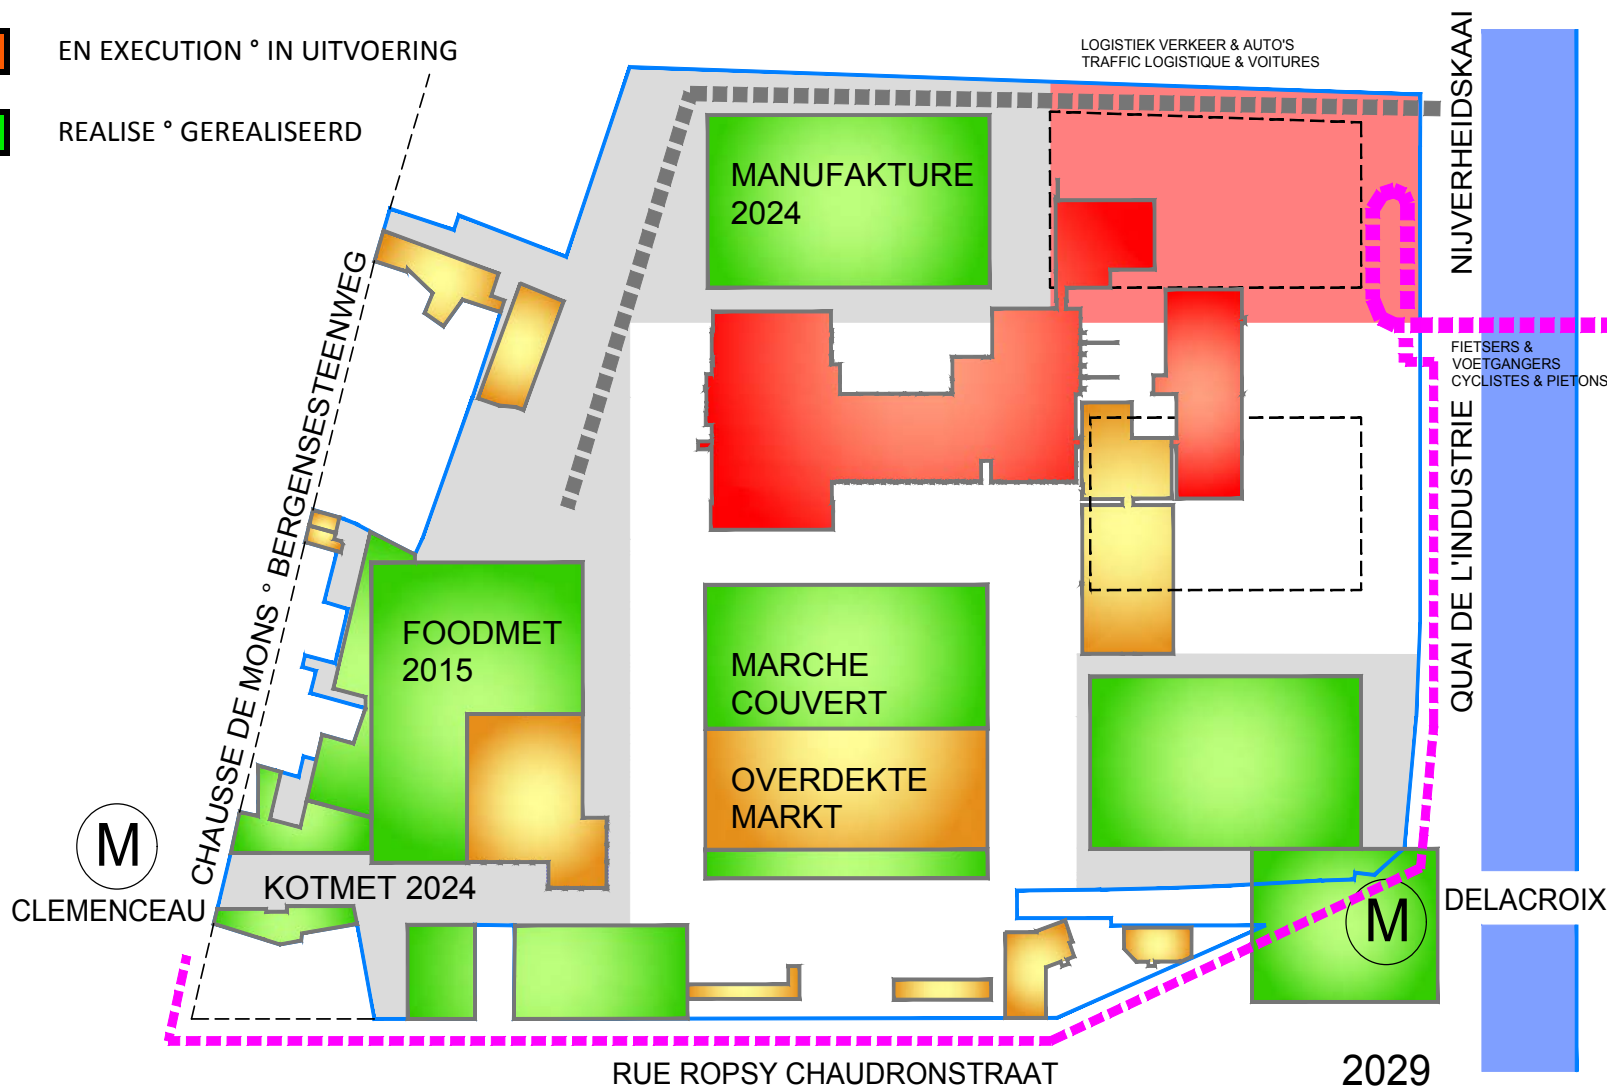 EN EXECUTION ° IN UITVOERING
REALISE ° GEREALISEERD
LOGISTIEK VERKEER & AUTO'S
TRAFFIC LOGISTIQUE & VOITURES
NIJVERHEIDSKAAI
MANUFAKTURE
2024
FIETSERS &
VOETGANGERS
CYCLISTES & PIETONS
QUAI DE L'INDUSTRIE
CHAUSSE DE MONS ° BERGENSESTEENWEG
FOODMET
2015
MARCHE
COUVERT
OVERDEKTE
MARKT
M
CLEMENCEAU
KOTMET 2024
M
DELACROIX
RUE ROPSY CHAUDRONSTRAAT
2029